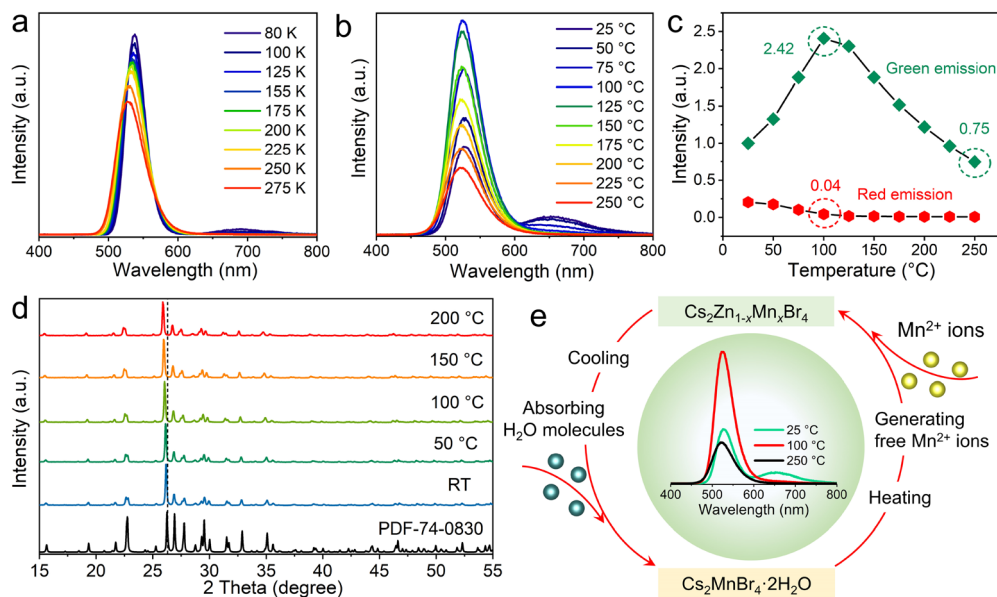 a
Intensity (a.u.)
80 K
100 K
125 K
155 K
175 K
200 K
225 K
250 K
275 K
400 500 600 700 800
Wavelength (nm)
b
Intensity (a.u.)
25 °C
50 °C
75 °C
100 °C
125 °C
150 °C
175 °C
200 °C
225 °C
250 °C
400 500 600 700 800
Wavelength (nm)
c
Intensity (a.u.)
2.5
2.0
1.5
1.0
0.5
0.0
2.42
Green emission
0.75
0.04
Red emission
0 50 100 150 200 250
Temperature (°C)
d
Intensity (a.u.)
200 °C
150 °C
100 °C
50 °C
RT
PDF-74-0830
15 20 25 30 35 40 45 50 55
2 Theta (degree)
e
Cs₂Zn₁₋ₓMnₓBr₄
Cooling
Absorbing
H₂O molecules
Mn²⁺ ions
Generating
free Mn²⁺ ions
Heating
25 °C
100 °C
250 °C
400 500 600 700 800
Wavelength (nm)
Cs₂MnBr₄·2H₂O